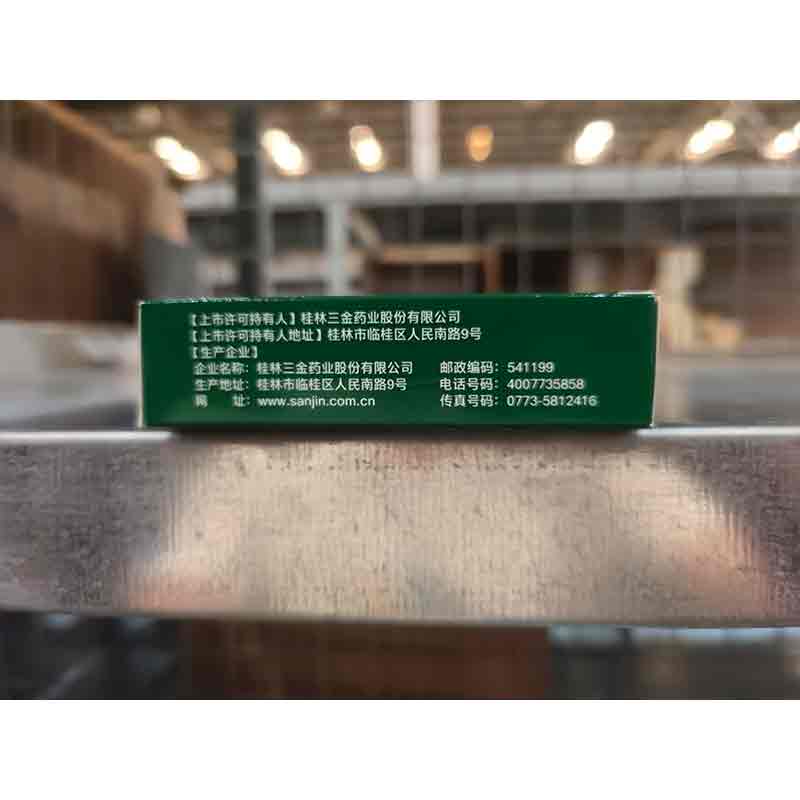 【上市许可持有人】桂林三金药业股份有限公司
【上市许可持有人地址】桂林市临桂区人民南路9号
【生产企业】
企业名称：桂林三金药业股份有限公司 邮政编码：541199
生产地址：桂林市临桂区人民南路9号 电话号码：4007735858
网 址：www.sanjin.com.cn 传真号码：0773-5812416